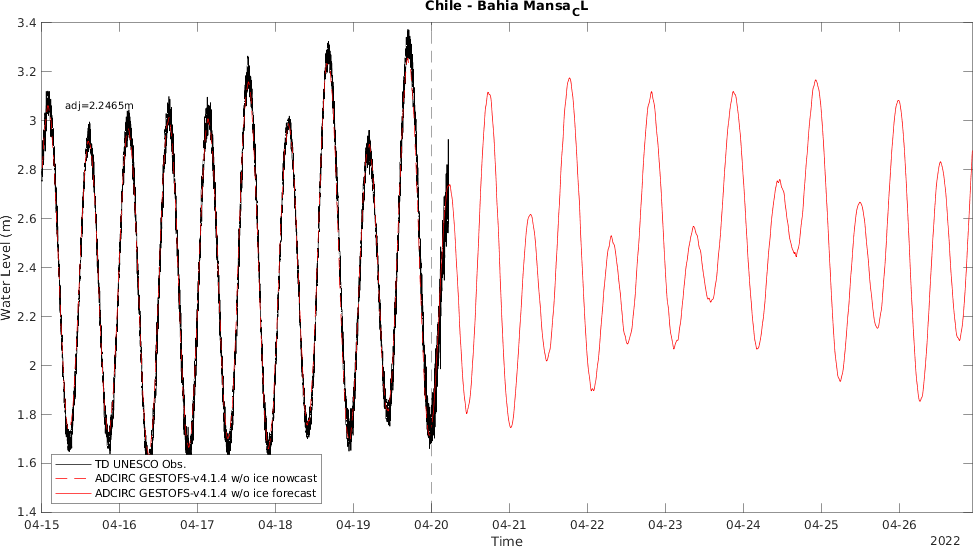 Chile - Bahia Mansa_CL
3.4
3.2
adj=2.2465m
3
2.8
2.6
2.4
2.2
2
1.8
1.6
1.4
Water Level (m)
TD UNESCO Obs.
ADCIRC GESTOFS-v4.1.4 w/o ice nowcast
ADCIRC GESTOFS-v4.1.4 w/o ice forecast
04-15 04-16 04-17 04-18 04-19 04-20 04-21 04-22 04-23 04-24 04-25 04-26
Time
2022